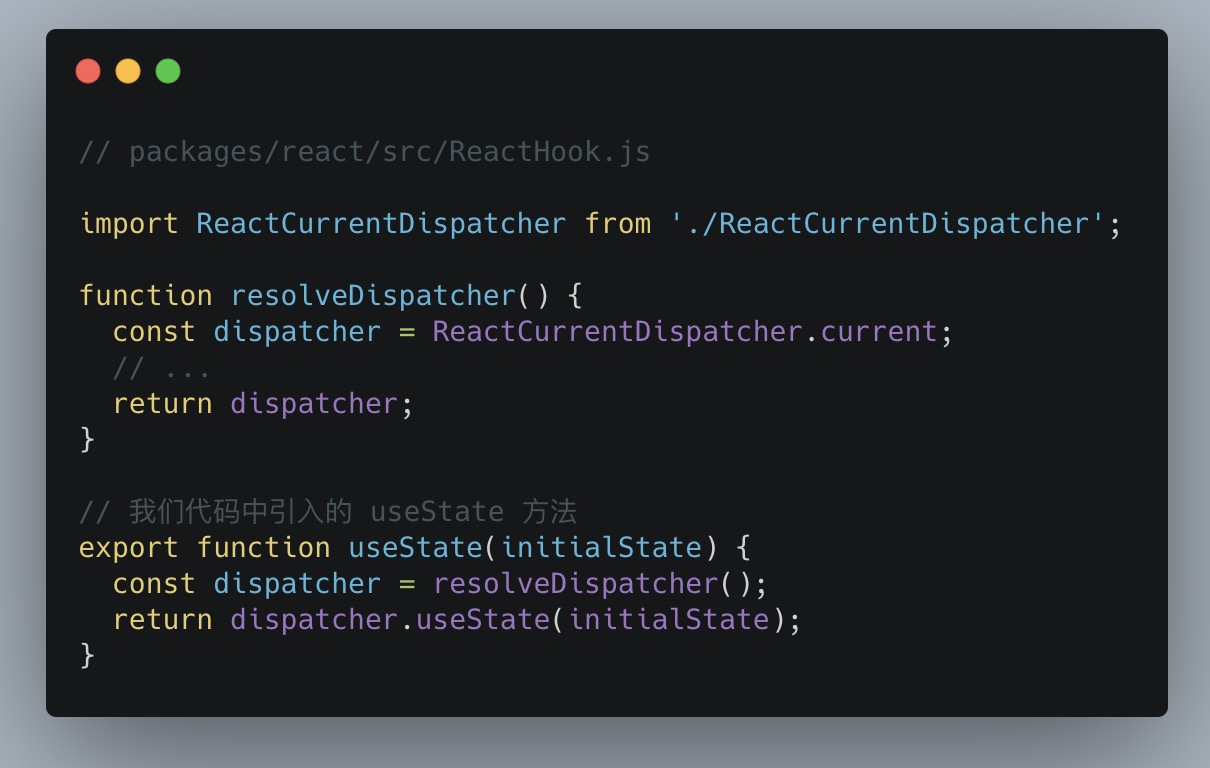 // packages/react/src/ReactHook.js
import ReactCurrentDispatcher from './ReactCurrentDispatcher';
function resolveDispatcher() {
  const dispatcher = ReactCurrentDispatcher.current;
  // ...
  return dispatcher;
}
// 我们代码中引入的 useState 方法
export function useState(initialState) {
  const dispatcher = resolveDispatcher();
  return dispatcher.useState(initialState);
}